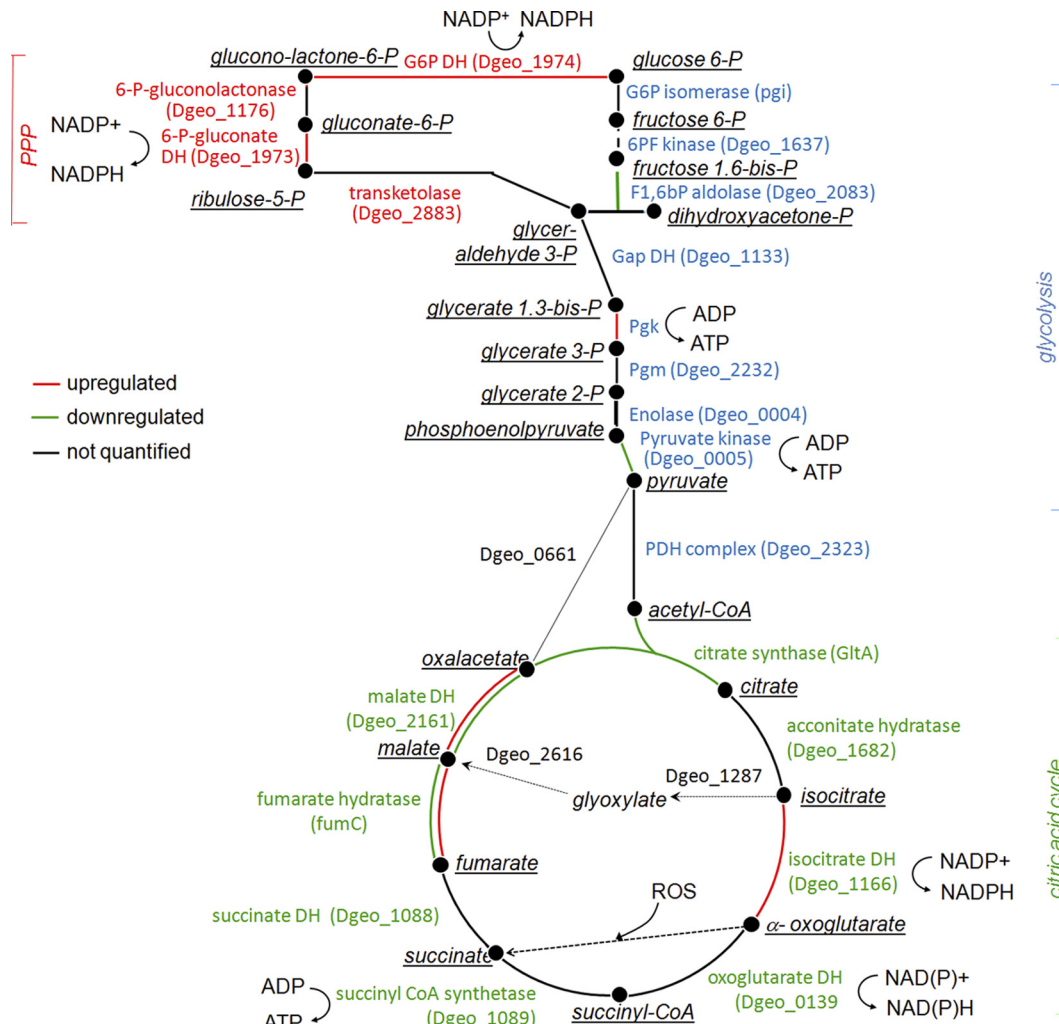 NADP+ NADPH
glucono-lactone-6-P
G6P DH (Dgeo_1974)
glucose 6-P
6-P-gluconolactonase
(Dgeo_1176)
G6P isomerase (pgi)
PPP
NADP+
gluconate-6-P
fructose 6-P
6-P-gluconate
DH (Dgeo_1973)
6PF kinase (Dgeo_1637)
NADPH
fructose 1.6-bis-P
ribulose-5-P
transketolase
(Dgeo_2883)
F1,6bP aldolase (Dgeo_2083)
dihydroxyacetone-P
glycer-
aldehyde 3-P
Gap DH (Dgeo_1133)
glycolysis
glycerate 1.3-bis-P
Pgk
ADP
ATP
glycerate 3-P
Pgm (Dgeo_2232)
upregulated
downregulated
not quantified
glycerate 2-P
Enolase (Dgeo_0004)
phosphoenolpyruvate
Pyruvate kinase
(Dgeo_0005)
ADP
ATP
pyruvate
Dgeo_0661
PDH complex (Dgeo_2323)
acetyl-CoA
oxalacetate
citrate synthase (GltA)
citrate
malate DH
(Dgeo_2161)
acconitate hydratase
(Dgeo_1682)
malate
Dgeo_2616
Dgeo_1287
glyoxylate
isocitrate
fumarate hydratase
(fumC)
citric acid cycle
fumarate
isocitrate DH
(Dgeo_1166)
NADP+
NADPH
ROS
succinate DH (Dgeo_1088)
α- oxoglutarate
succinate
oxoglutarate DH
(Dgeo_0139
NAD(P)+
NAD(P)H
ADP
ATP
succinyl CoA synthetase
(Dgeo_1089)
succinyl-CoA